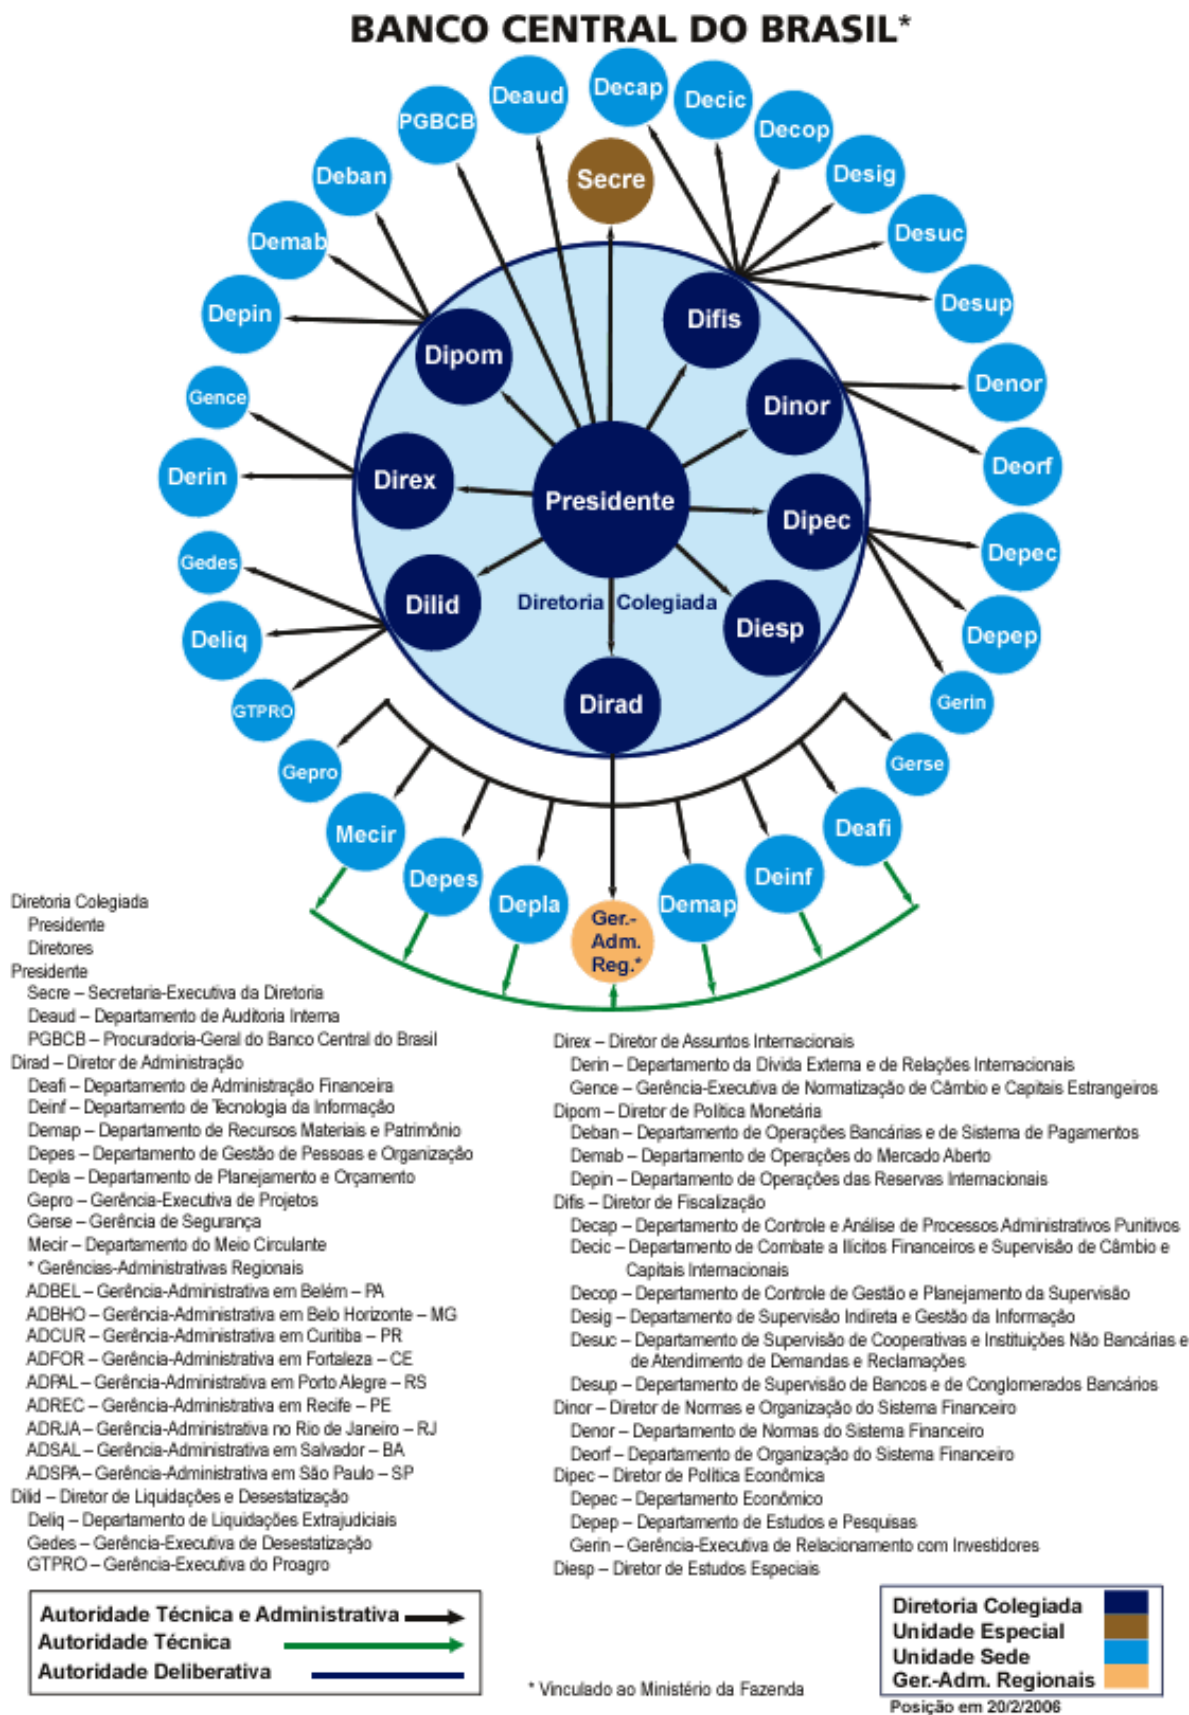 BANCO CENTRAL DO BRASIL*
Deaud
Decap
Decic
PGBCB
Decop
Secre
Desig
Deban
Desuc
Demab
Desup
Depin
Difis
Dipom
Denor
Gence
Dinor
Deorf
Derin
Direx
Presidente
Dipec
Depec
Gedes
Dilid
Diretoria Colegiada
Diesp
Deliq
Depep
GTPRO
Dirad
Gerin
Gepro
Gerse
Mecir
Deafi
Depes
Deinf
Depla
Demap
Ger.-
Adm.
Reg.*
Diretoria Colegiada
Presidente
Diretores
Presidente
Secre – Secretaria-Executiva da Diretoria
Deaud – Departamento de Auditoria Interna
PGBCB – Procuradoria-Geral do Banco Central do Brasil
Dirad – Diretor de Administração
Deafi – Departamento de Administração Financeira
Deinf – Departamento de Tecnologia da Informação
Demap – Departamento de Recursos Materiais e Patrimônio
Depes – Departamento de Gestão de Pessoas e Organização
Depla – Departamento de Planejamento e Orçamento
Gepro – Gerência-Executiva de Projetos
Gerse – Gerência de Segurança
Mecir – Departamento do Meio Circulante
* Gerências-Administrativas Regionais
ADBEL – Gerência-Administrativa em Belém – PA
ADBHO – Gerência-Administrativa em Belo Horizonte – MG
ADCUR – Gerência-Administrativa em Curitiba – PR
ADFOR – Gerência-Administrativa em Fortaleza – CE
ADPAL – Gerência-Administrativa em Porto Alegre – RS
ADREC – Gerência-Administrativa em Recife – PE
ADRJA – Gerência-Administrativa no Rio de Janeiro – RJ
ADSAL – Gerência-Administrativa em Salvador – BA
ADSPA – Gerência-Administrativa em São Paulo – SP
Dilid – Diretor de Liquidações e Desestatização
Deliq – Departamento de Liquidações Extrajudiciais
Gedes – Gerência-Executiva de Desestatização
GTPRO – Gerência-Executiva do Proagro
Direx – Diretor de Assuntos Internacionais
Derin – Departamento da Dívida Externa e de Relações Internacionais
Gence – Gerência-Executiva de Normatização de Câmbio e Capitais Estrangeiros
Dipom – Diretor de Política Monetária
Deban – Departamento de Operações Bancárias e de Sistema de Pagamentos
Demab – Departamento de Operações do Mercado Aberto
Depin – Departamento de Operações das Reservas Internacionais
Difis – Diretor de Fiscalização
Decap – Departamento de Controle e Análise de Processos Administrativos Punitivos
Decic – Departamento de Combate a Ilícitos Financeiros e Supervisão de Câmbio e
Capitais Internacionais
Decop – Departamento de Controle de Gestão e Planejamento da Supervisão
Desig – Departamento de Supervisão Indireta e Gestão da Informação
Desuc – Departamento de Supervisão de Cooperativas e Instituições Não Bancárias e
de Atendimento de Demandas e Reclamações
Desup – Departamento de Supervisão de Bancos e de Conglomerados Bancários
Dinor – Diretor de Normas e Organização do Sistema Financeiro
Denor – Departamento de Normas do Sistema Financeiro
Deorf – Departamento de Organização do Sistema Financeiro
Dipec – Diretor de Política Econômica
Depec – Departamento Econômico
Depep – Departamento de Estudos e Pesquisas
Gerin – Gerência-Executiva de Relacionamento com Investidores
Diesp – Diretor de Estudos Especiais
Autoridade Técnica e Administrativa
Autoridade Técnica
Autoridade Deliberativa
* Vinculado ao Ministério da Fazenda
Diretoria Colegiada
Unidade Especial
Unidade Sede
Ger.-Adm. Regionais
Posição em 20/2/2006